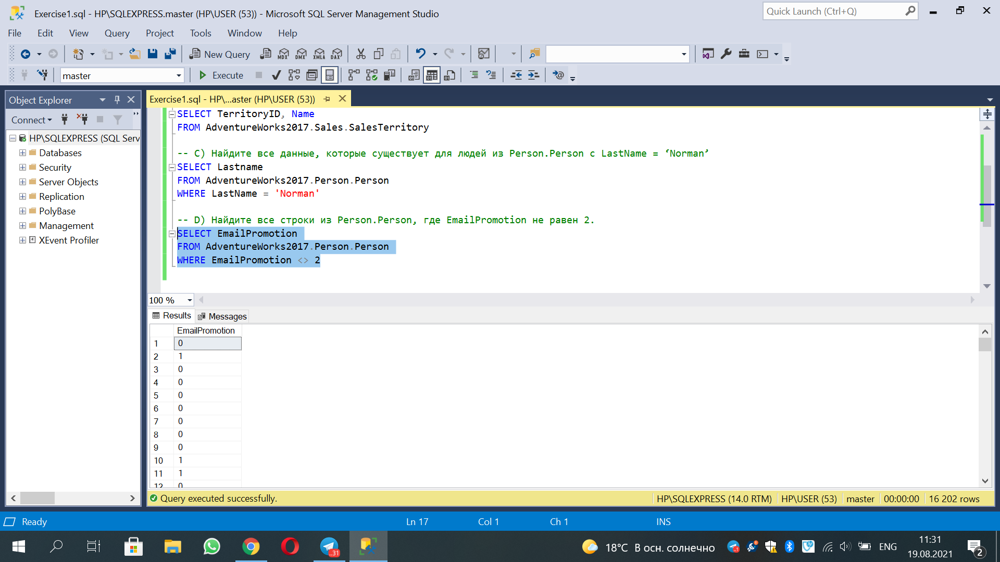 Exercise1.sql - HP\SQLEXPRESS.master (HP\USER (53)) - Microsoft SQL Server Management Studio
Quick Launch (Ctrl+Q)
File Edit View Query Project Tools Window Help
New Query MDX DMX XMLA DAX
master Execute
Object Explorer
Connect
HP\SQLEXPRESS (SQL Serv
Databases
Security
Server Objects
Replication
PolyBase
Management
XEvent Profiler
Exercise1.sql - HP\...aster (HP\USER (53))
SELECT TerritoryID, Name
FROM AdventureWorks2017.Sales.SalesTerritory
-- C) Найдите все данные, которые существует для людей из Person.Person с LastName = ‘Norman’
SELECT Lastname
FROM AdventureWorks2017.Person.Person
WHERE LastName = 'Norman'
-- D) Найдите все строки из Person.Person, где EmailPromotion не равен 2.
SELECT EmailPromotion
FROM AdventureWorks2017.Person.Person
WHERE EmailPromotion <> 2
100 %
Results Messages
EmailPromotion
1 0
2 1
3 0
4 0
5 0
6 0
7 0
8 0
9 0
10 1
11 1
12 0
Query executed successfully.
HP\SQLEXPRESS (14.0 RTM) HP\USER (53) master 00:00:00 16 202 rows
Ready Ln 17 Col 1 Ch 1 INS
..31
18°C В осн. солнечно
ENG
11:31
19.08.2021
2